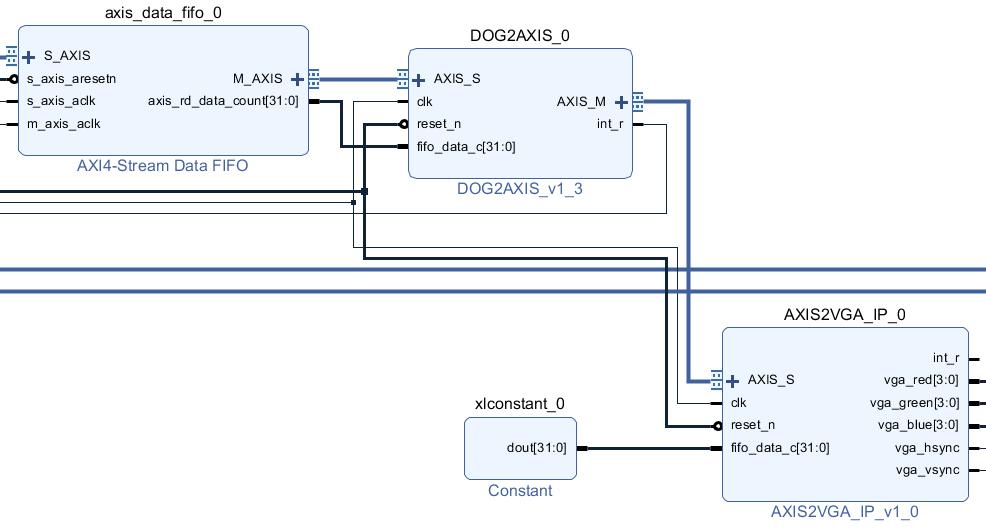 axis_data_fifo_0
S_AXIS
s_axis_aresetn
s_axis_aclk
m_axis_aclk
M_AXIS
axis_rd_data_count[31:0]
AXI4-Stream Data FIFO
DOG2AXIS_0
AXIS_S
clk
reset_n
fifo_data_c[31:0]
AXIS_M
int_r
DOG2AXIS_v1_3
xlconstant_0
dout[31:0]
Constant
AXIS2VGA_IP_0
AXIS_S
clk
reset_n
fifo_data_c[31:0]
int_r
vga_red[3:0]
vga_green[3:0]
vga_blue[3:0]
vga_hsync
vga_vsync
AXIS2VGA_IP_v1_0